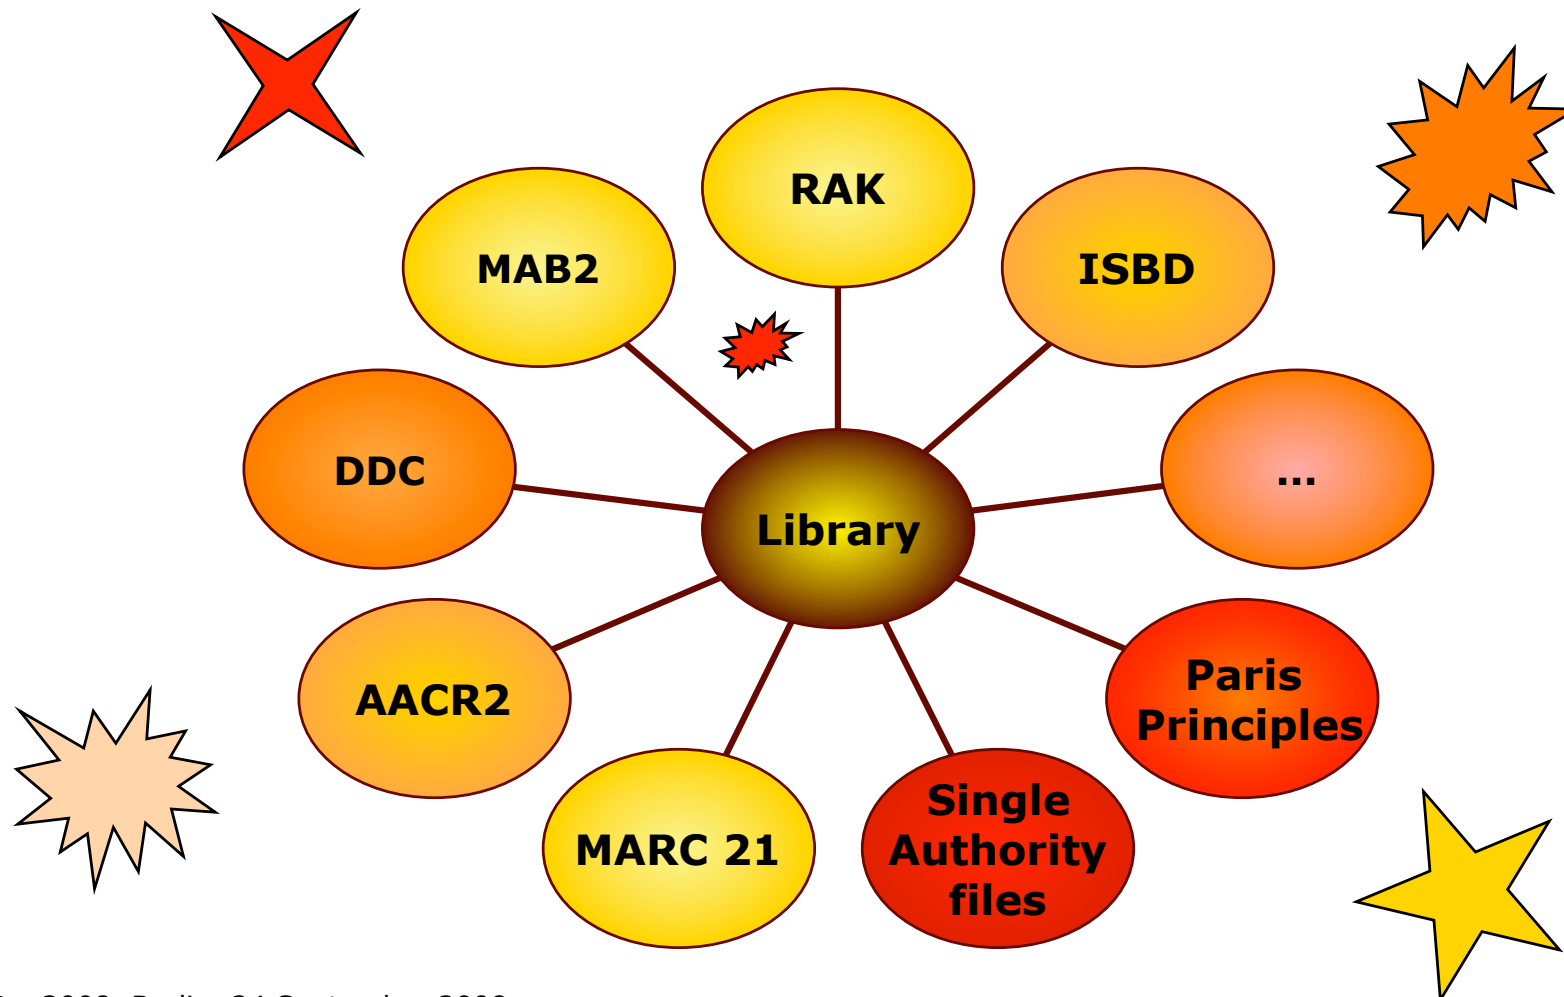 RAK
MAB2
ISBD
DDC
...
Library
AACR2
Paris
Principles
MARC 21
Single
Authority
files